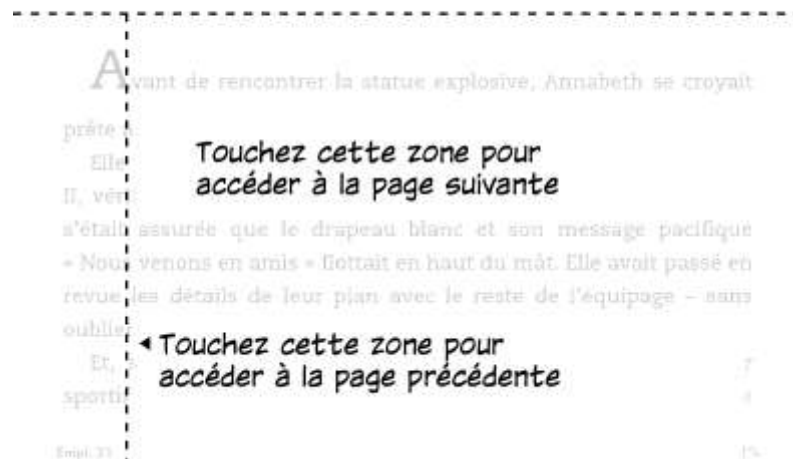 Avant de rencontrer la statue explosive, Annabeth se croyait
prête à
Touchez cette zone pour
Elle
accéder à la page suivante
II, vér
s'était assurée que le drapeau blanc et son message pacifique
« Nous venons en amis » flottait en haut du mât. Elle avait passé en
revue les détails de leur plan avec le reste de l'équipage – sans
oublier
Touchez cette zone pour
Et,
accéder à la page précédente
sporti
Empl. 33 1%